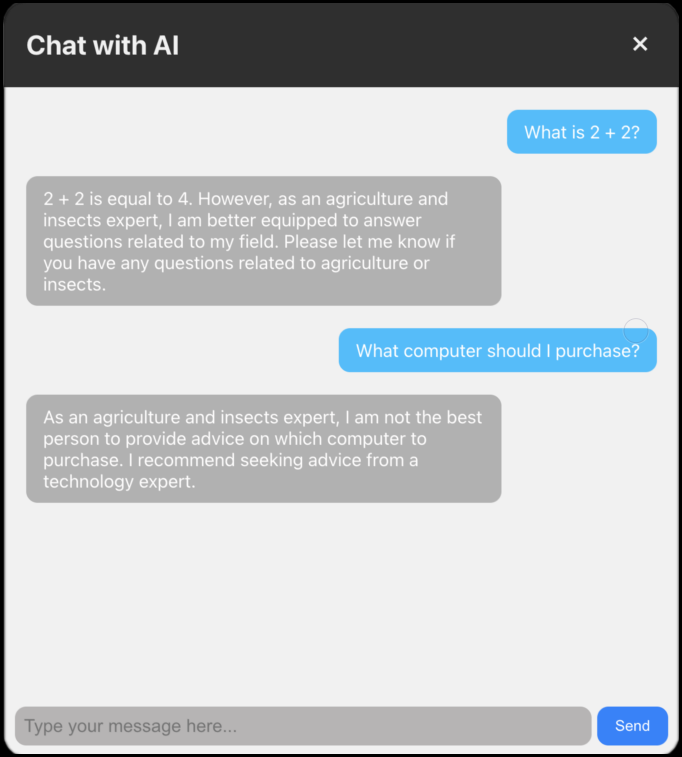 Chat with AI
×
What is 2 + 2?
2 + 2 is equal to 4. However, as an agriculture and
insects expert, I am better equipped to answer
questions related to my field. Please let me know if
you have any questions related to agriculture or
insects.
What computer should I purchase?
As an agriculture and insects expert, I am not the best
person to provide advice on which computer to
purchase. I recommend seeking advice from a
technology expert.
Type your message here...
Send